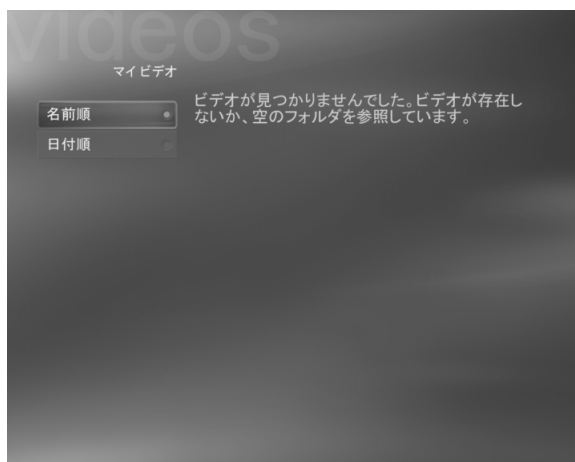 videos
マイビデオ
名前順
日付順
ビデオが見つかりませんでした。ビデオが存在し
ないか、空のフォルダを参照しています。